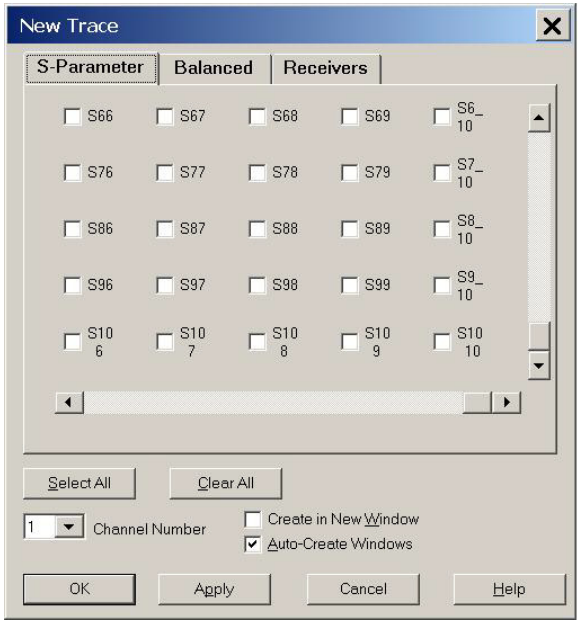 New Trace
S-Parameter Balanced Receivers
S66 S67 S68 S69 S6_
10
S76 S77 S78 S79 S7_
10
S86 S87 S88 S89 S8_
10
S96 S97 S98 S99 S9_
10
S10 S10 S10 S10 S10
6 7 8 9 10
Select All Clear All
1 Channel Number
Create in New Window
Auto-Create Windows
OK Apply Cancel Help